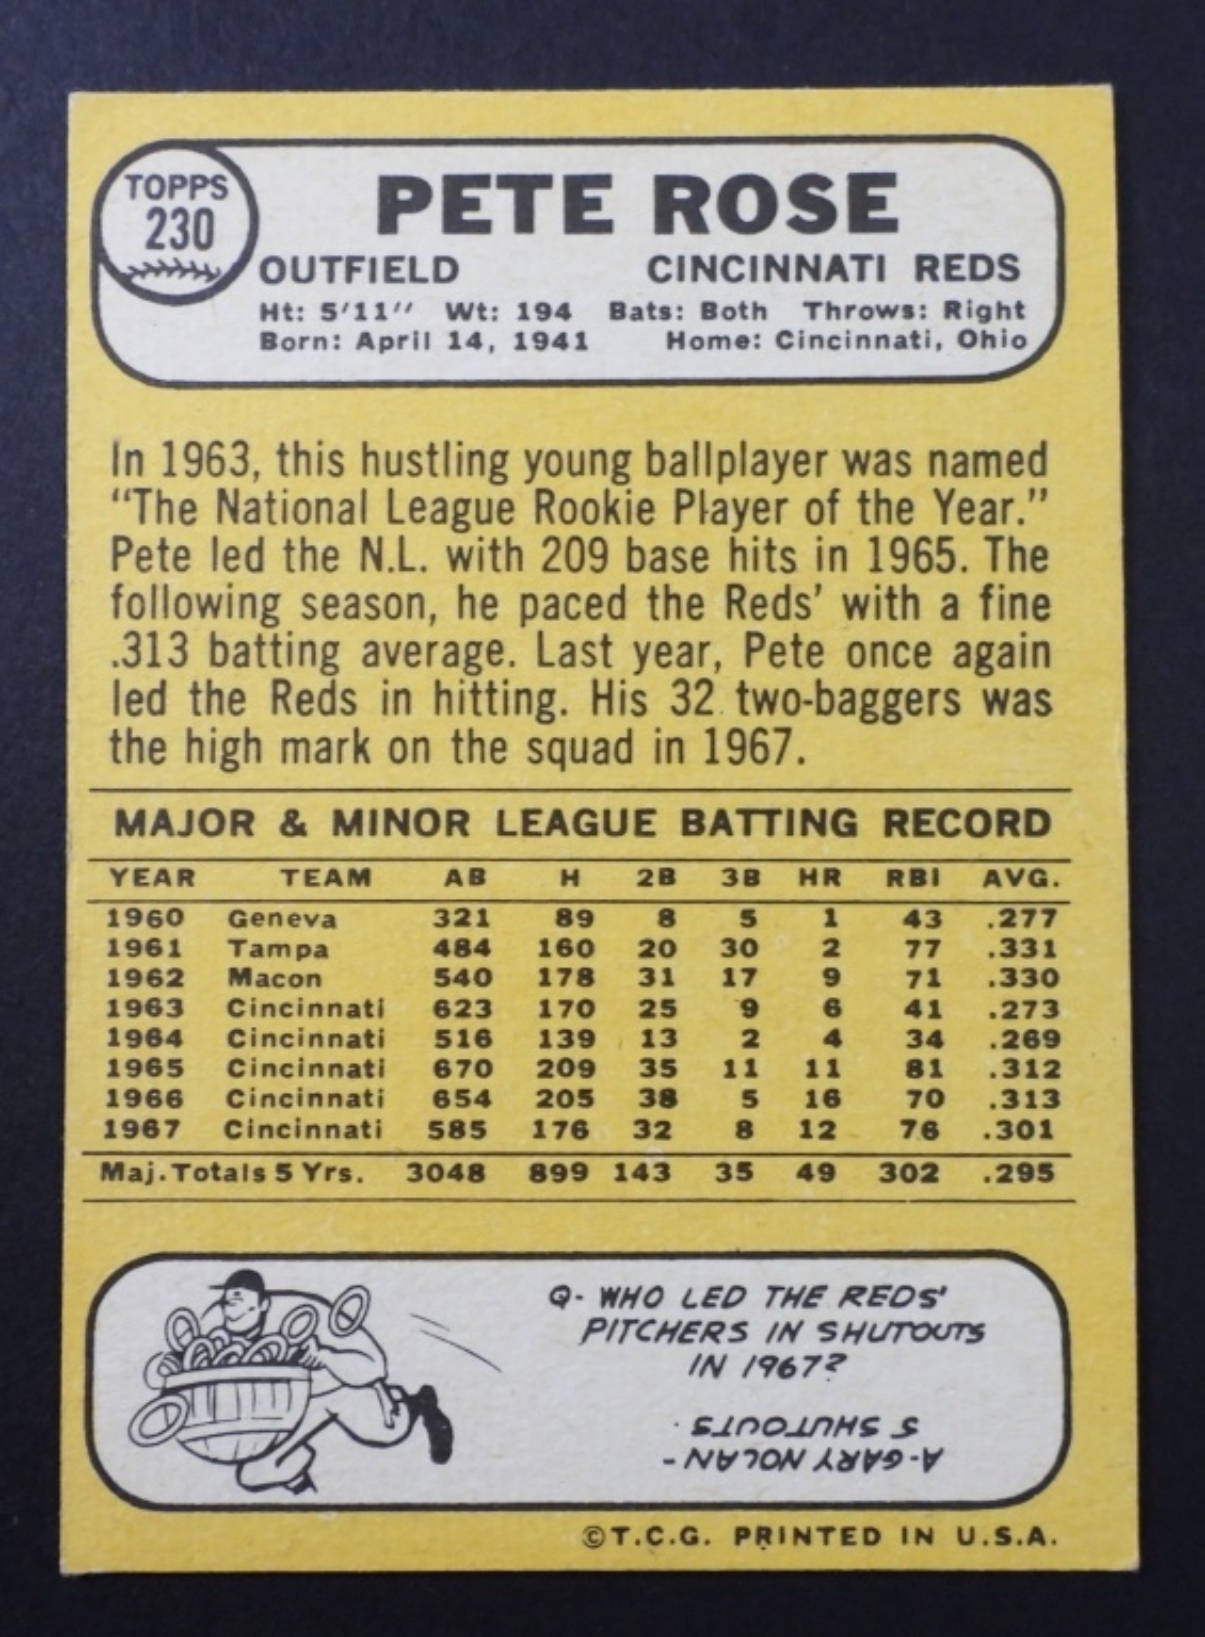 TOPPS
230
PETE ROSE
OUTFIELD CINCINNATI REDS
Ht: 5'11" Wt: 194 Bats: Both Throws: Right
Born: April 14, 1941 Home: Cincinnati, Ohio
In 1963, this hustling young ballplayer was named
"The National League Rookie Player of the Year."
Pete led the N.L. with 209 base hits in 1965. The
following season, he paced the Reds' with a fine
.313 batting average. Last year, Pete once again
led the Reds in hitting. His 32 two-baggers was
the high mark on the squad in 1967.
MAJOR & MINOR LEAGUE BATTING RECORD
YEAR TEAM AB H 2B 3B HR RBI AVG.
1960 Geneva 321 89 8 5 1 43 .277
1961 Tampa 484 160 20 30 2 77 .331
1962 Macon 540 178 31 17 9 71 .330
1963 Cincinnati 623 170 25 9 6 41 .273
1964 Cincinnati 516 139 13 2 4 34 .269
1965 Cincinnati 670 209 35 11 11 81 .312
1966 Cincinnati 654 205 38 5 16 70 .313
1967 Cincinnati 585 176 32 8 12 76 .301
Maj. Totals 5 Yrs. 3048 899 143 35 49 302 .295
Q- WHO LED THE REDS'
PITCHERS IN SHUTOUTS
IN 1967?
A-GARY NOLAN -
5 SHUTOUTS.
©T.C.G. PRINTED IN U.S.A.